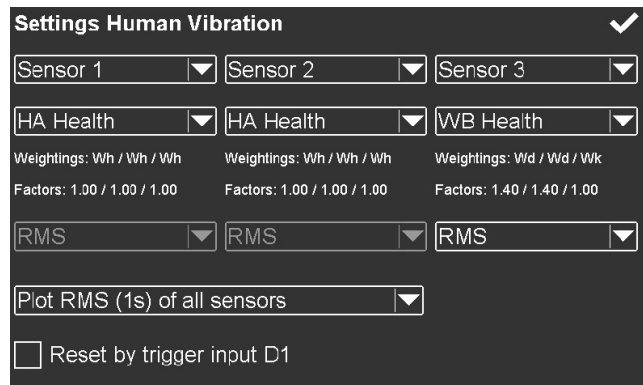 Settings Human Vibration
Sensor 1 Sensor 2 Sensor 3
HA Health HA Health WB Health
Weightings: Wh / Wh / Wh Weightings: Wh / Wh / Wh Weightings: Wd / Wd / Wk
Factors: 1.00 / 1.00 / 1.00 Factors: 1.00 / 1.00 / 1.00 Factors: 1.40 / 1.40 / 1.00
RMS RMS RMS
Plot RMS (1s) of all sensors
Reset by trigger input D1